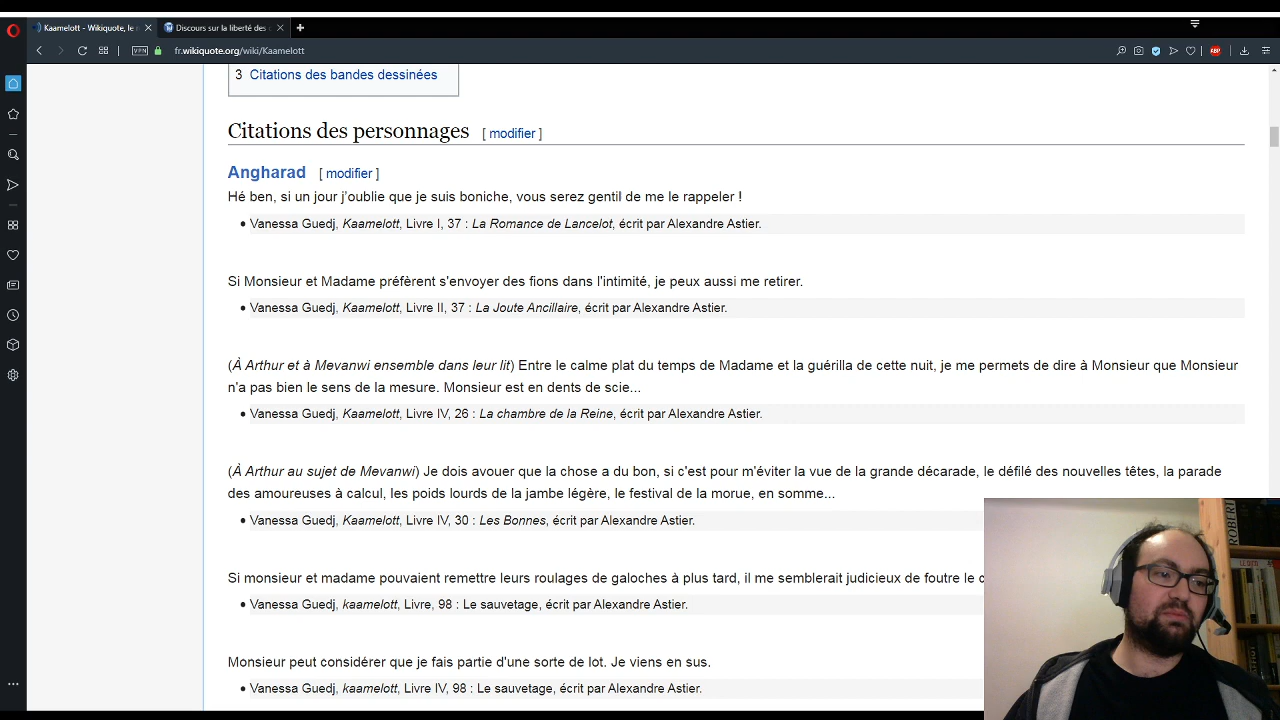 Kaamelott - Wikiquote, le r
Discours sur la liberté des
VPN
fr.wikiquote.org/wiki/Kaamelott
ABP
3 Citations des bandes dessinées
Citations des personnages [ modifier ]
Angharad [ modifier ]
Hé ben, si un jour j'oublie que je suis boniche, vous serez gentil de me le rappeler !
• Vanessa Guedj, Kaamelott, Livre I, 37 : La Romance de Lancelot, écrit par Alexandre Astier.
Si Monsieur et Madame préfèrent s'envoyer des fions dans l'intimité, je peux aussi me retirer.
• Vanessa Guedj, Kaamelott, Livre II, 37 : La Joute Ancillaire, écrit par Alexandre Astier.
(À Arthur et à Mevanwi ensemble dans leur lit) Entre le calme plat du temps de Madame et la guérilla de cette nuit, je me permets de dire à Monsieur que Monsieur
n'a pas bien le sens de la mesure. Monsieur est en dents de scie...
• Vanessa Guedj, Kaamelott, Livre IV, 26 : La chambre de la Reine, écrit par Alexandre Astier.
(À Arthur au sujet de Mevanwi) Je dois avouer que la chose a du bon, si c'est pour m'éviter la vue de la grande décarade, le défilé des nouvelles têtes, la parade
des amoureuses à calcul, les poids lourds de la jambe légère, le festival de la morue, en somme...
• Vanessa Guedj, Kaamelott, Livre IV, 30 : Les Bonnes, écrit par Alexandre Astier.
Si monsieur et madame pouvaient remettre leurs roulages de galoches à plus tard, il me semblerait judicieux de foutre le c
• Vanessa Guedj, kaamelott, Livre, 98 : Le sauvetage, écrit par Alexandre Astier.
Monsieur peut considérer que je fais partie d'une sorte de lot. Je viens en sus.
• Vanessa Guedj, kaamelott, Livre IV, 98 : Le sauvetage, écrit par Alexandre Astier.
ROBERT